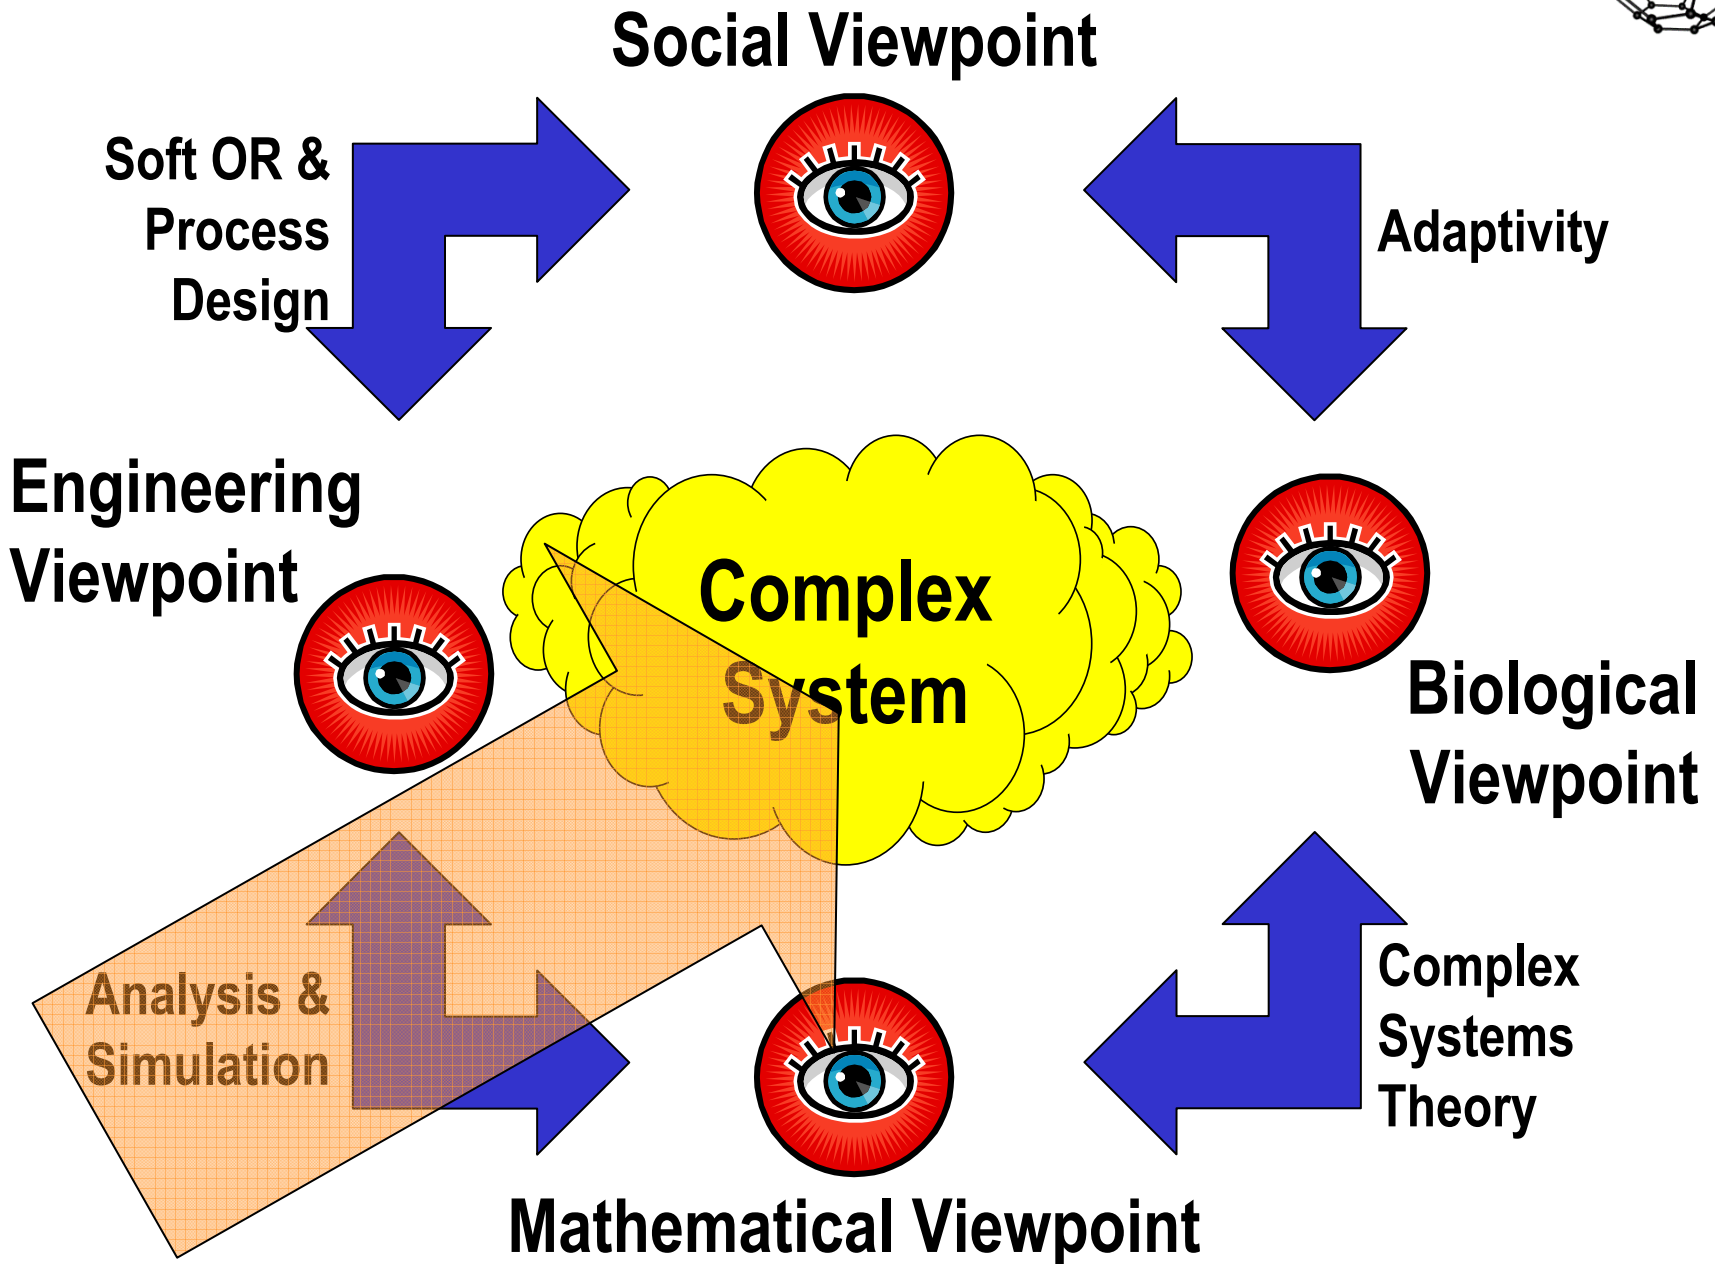 Social Viewpoint
Soft OR &
Process
Design
Adaptivity
Engineering
Viewpoint
Complex
System
Biological
Viewpoint
Analysis &
Simulation
Complex
Systems
Theory
Mathematical Viewpoint